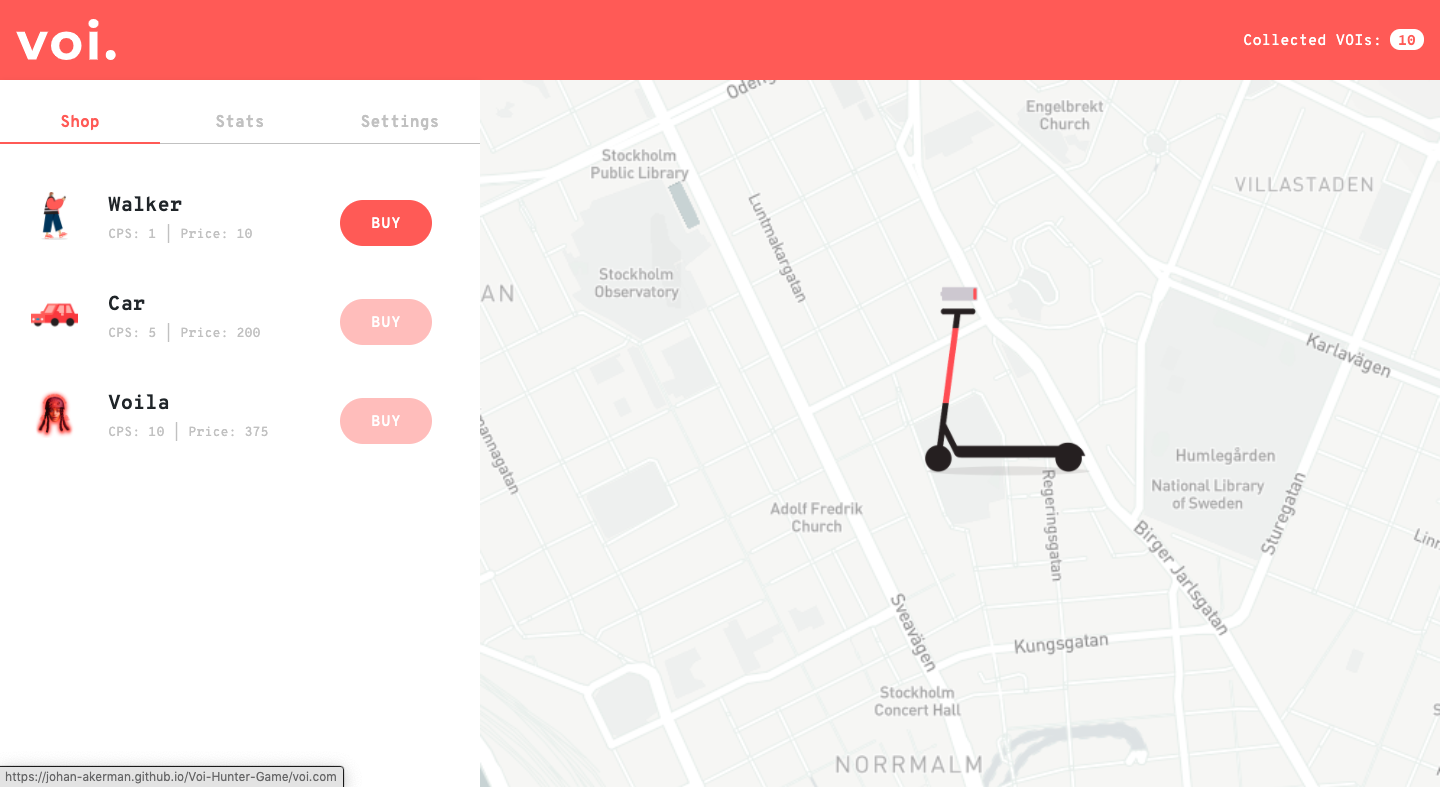 voi.
Collected VOIs: 10
Shop
Stats
Settings
Walker
CPS: 1 | Price: 10
BUY
Car
CPS: 5 | Price: 200
BUY
Voila
CPS: 10 | Price: 375
BUY
Odeng
Engelbrekt
Church
Stockholm
Public Library
VILLASTADEN
Luntmakargatan
Stockholm
Observatory
AN
Karlavägen
mannagatan
Humlegården
National Library
of Sweden
Regeringsgatan
Adolf Fredrik
Church
Sturegatan
Birger Jarlsgatan
Linn
Sveavägen
Kungsgatan
Stockholm
Concert Hall
S
NORRMALM
https://johan-akerman.github.io/Voi-Hunter-Game/voi.com